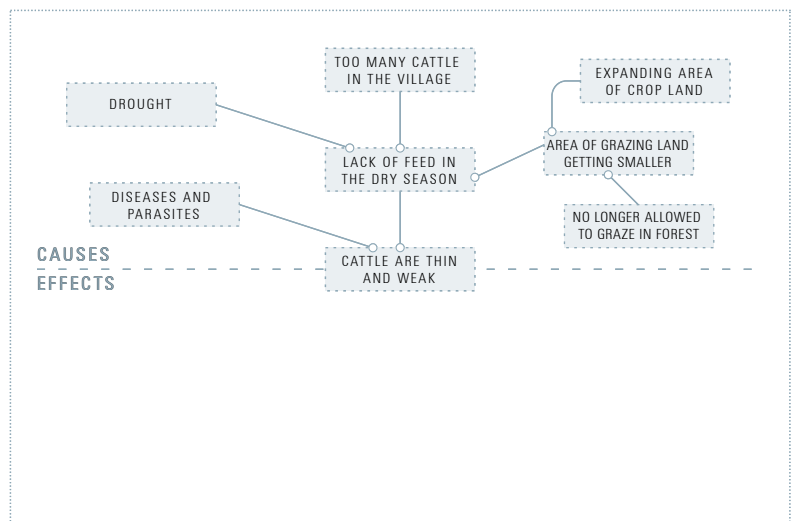 TOO MANY CATTLE
IN THE VILLAGE
EXPANDING AREA
OF CROP LAND
DROUGHT
AREA OF GRAZING LAND
GETTING SMALLER
LACK OF FEED IN
THE DRY SEASON
DISEASES AND
PARASITES
NO LONGER ALLOWED
TO GRAZE IN FOREST
CAUSES
CATTLE ARE THIN
AND WEAK
EFFECTS